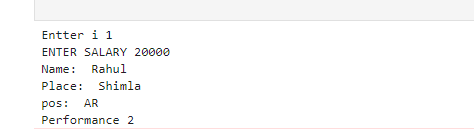 Entter i 1
ENTER SALARY 20000
Name:  Rahul
Place:  Shimla
pos:  AR
Performance 2